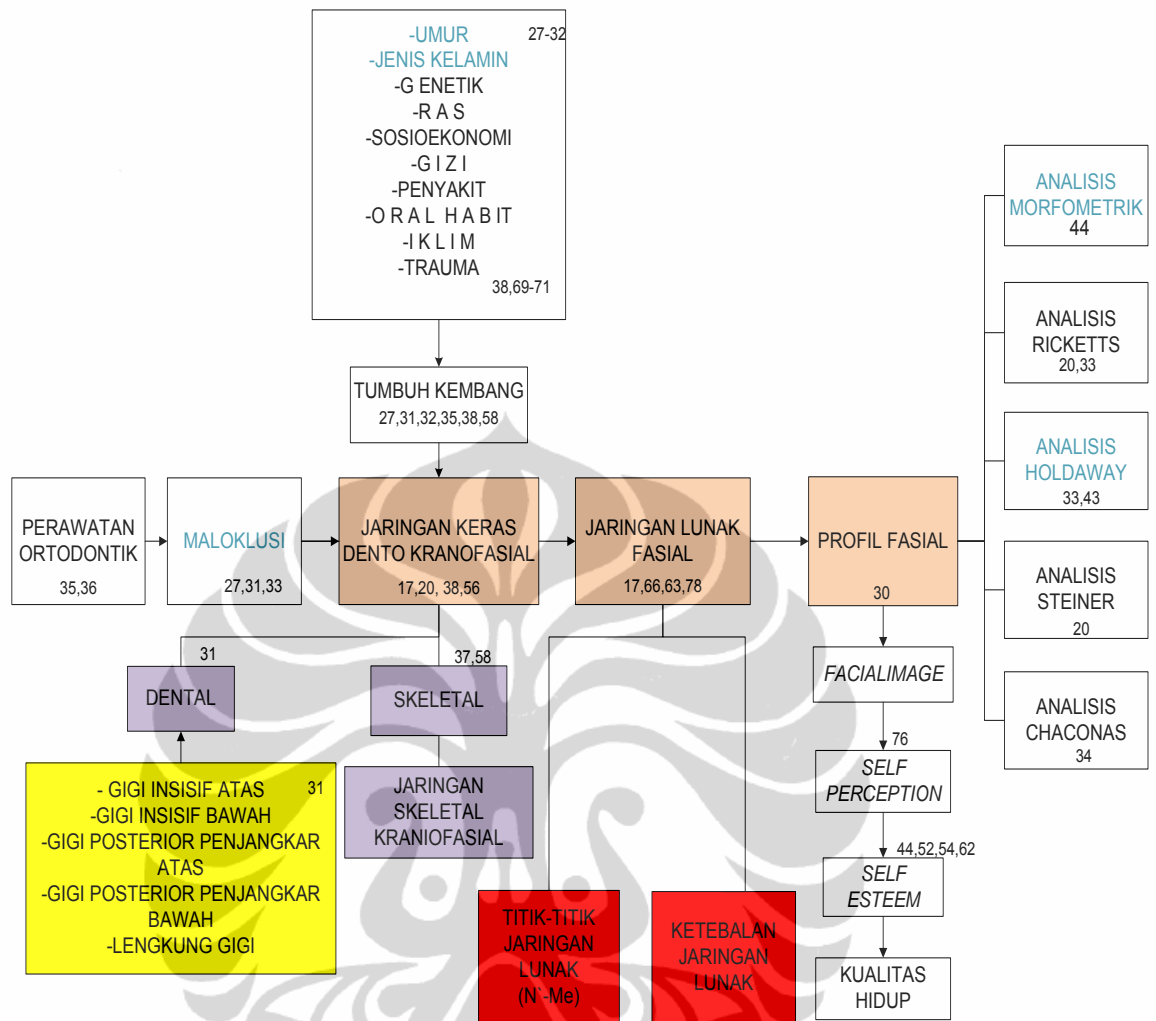 -UMUR 27-32
-JENIS KELAMIN
-G ENETIK
-R A S
-SOSIOEKONOMI
-G I Z I
-PENYAKIT
-O R A L H A B IT
-I K L I M
-TRAUMA
38,69-71
TUMBUH KEMBANG
27,31,32,35,38,58
PERAWATAN
ORTODONTIK
35,36
MALOKLUSI
27,31,33
JARINGAN KERAS
DENTO KRANOFASIAL
17,20, 38,56
JARINGAN LUNAK
FASIAL
17,66,63,78
PROFIL FASIAL
30
ANALISIS
MORFOMETRIK
44
ANALISIS
RICKETTS
20,33
ANALISIS
HOLDAWAY
33,43
ANALISIS
STEINER
20
ANALISIS
CHACONAS
34
31
DENTAL
37,58
SKELETAL
- GIGI INSISIF ATAS 31
-GIGI INSISIF BAWAH
-GIGI POSTERIOR PENJANGKAR
ATAS
-GIGI POSTERIOR PENJANGKAR
BAWAH
-LENGKUNG GIGI
JARINGAN
SKELETAL
KRANIOFASIAL
TITIK-TITIK
JARINGAN
LUNAK
(N`-Me)
KETEBALAN
JARINGAN
LUNAK
FACIALIMAGE
76
SELF
PERCEPTION
44,52,54,62
SELF
ESTEEM
KUALITAS
HIDUP